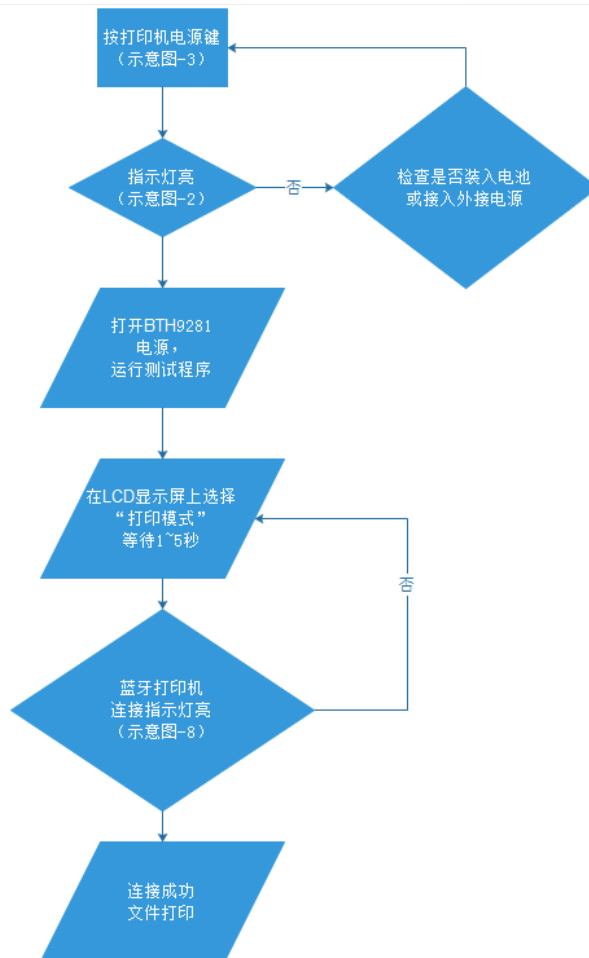 按打印机电源键
（示意图-3）
指示灯亮
（示意图-2）
否
检查是否装入电池
或接入外接电源
打开BTH9281
电源，
运行测试程序
在LCD显示屏上选择
“打印模式”
等待1~5秒
否
蓝牙打印机
连接指示灯亮
（示意图-8）
连接成功
文件打印